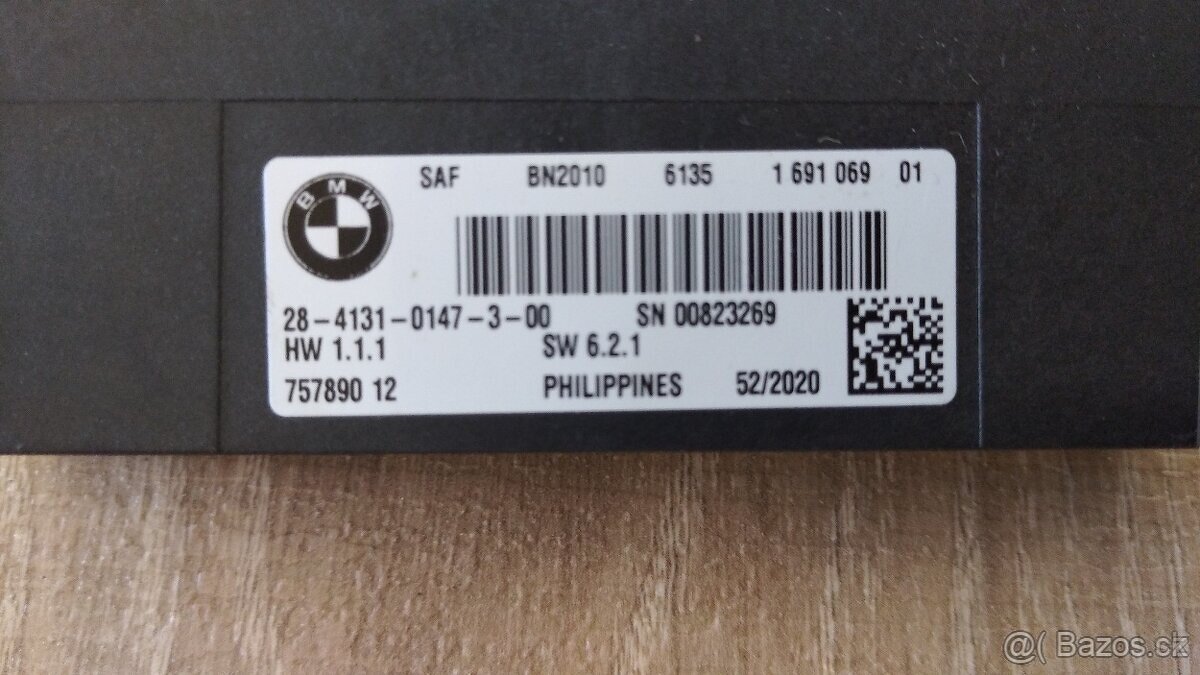 BMW
SAF BN2010 6135 1 691 069 01
28-4131-0147-3-00 SN 00823269
HW 1.1.1 SW 6.2.1
757890 12 PHILIPPINES 52/2020
@( Bazos.cz